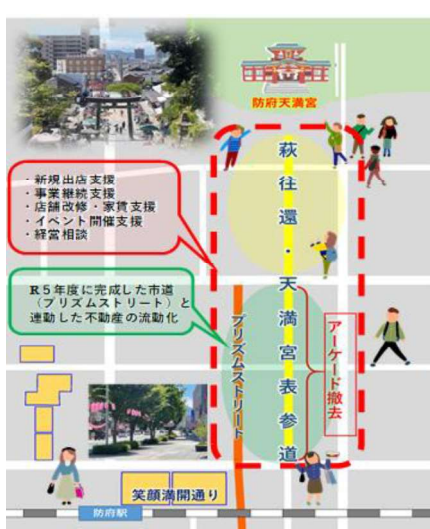 防府天満宮
・新規出店支援
・事業継続支援
・店舗改修・家賃支援
・イベント開催支援
・経営相談
R5年度に完成した市道
(プリズムストリート)と
連動した不動産の流動化
萩往還・天満宮表参道
プリズムストリート
アーケード撤去
笑顔満開通り
防府駅